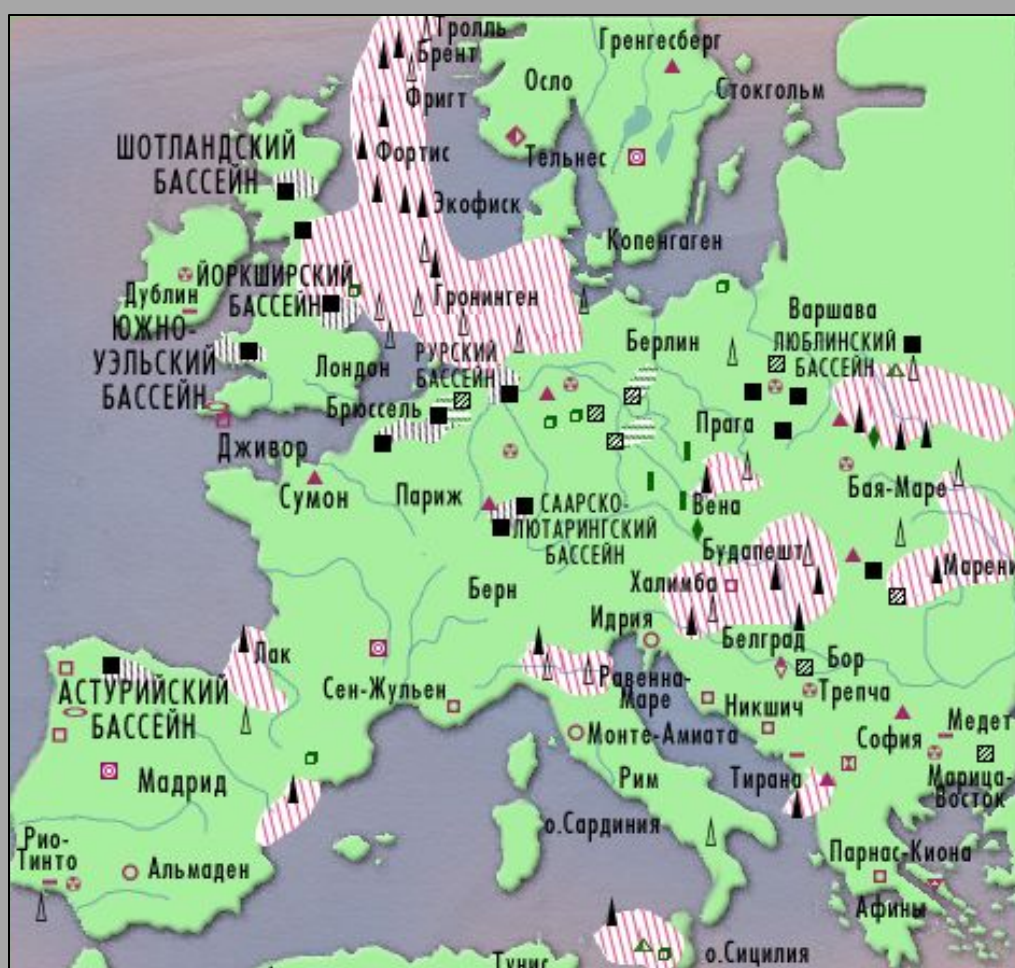 Тролль
Брент
Гренгесберг
Осло
Стокгольм
Фригт
ШОТЛАНДСКИЙ
БАССЕЙН
Фортис
Тельнес
Экофиск
Копенгаген
ЙОРКШИРСКИЙ
БАССЕЙН
Дублин
Гронинген
ЮЖНО-
УЭЛЬСКИЙ
БАССЕЙН
Варшава
ЛЮБЛИНСКИЙ
БАССЕЙН
Берлин
РУРСКИЙ
БАССЕЙН
Лондон
Брюссель
Прага
Дживор
Сумон
Париж
Вена
Бая-Маре
СААРСКО-
ЛЮТАРИНГСКИЙ
БАССЕЙН
Будапешт
Марени
Халимба
Берн
Идрия
Белград
Лак
Бор
АСТУРИЙСКИЙ
БАССЕЙН
Сен-Жульен
Равенна-
Маре
Трепча
Никшич
Медет
Монте-Амиата
София
Мадрид
Рим
Тирана
Марица-
Восток
о.Сардиния
Рио-
Тинто
Альмаден
Парнас-Киона
Афины
Тунис
о.Сицилия